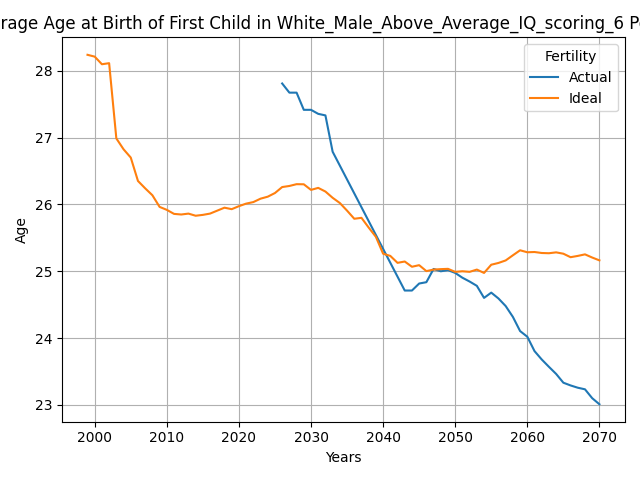 Age at Birth of First Child in White_Male_Above_Average_IQ_scoring_6
Fertility
Actual
Ideal
28
27
26
25
24
23
Age
2000 2010 2020 2030 2040 2050 2060 2070
Years